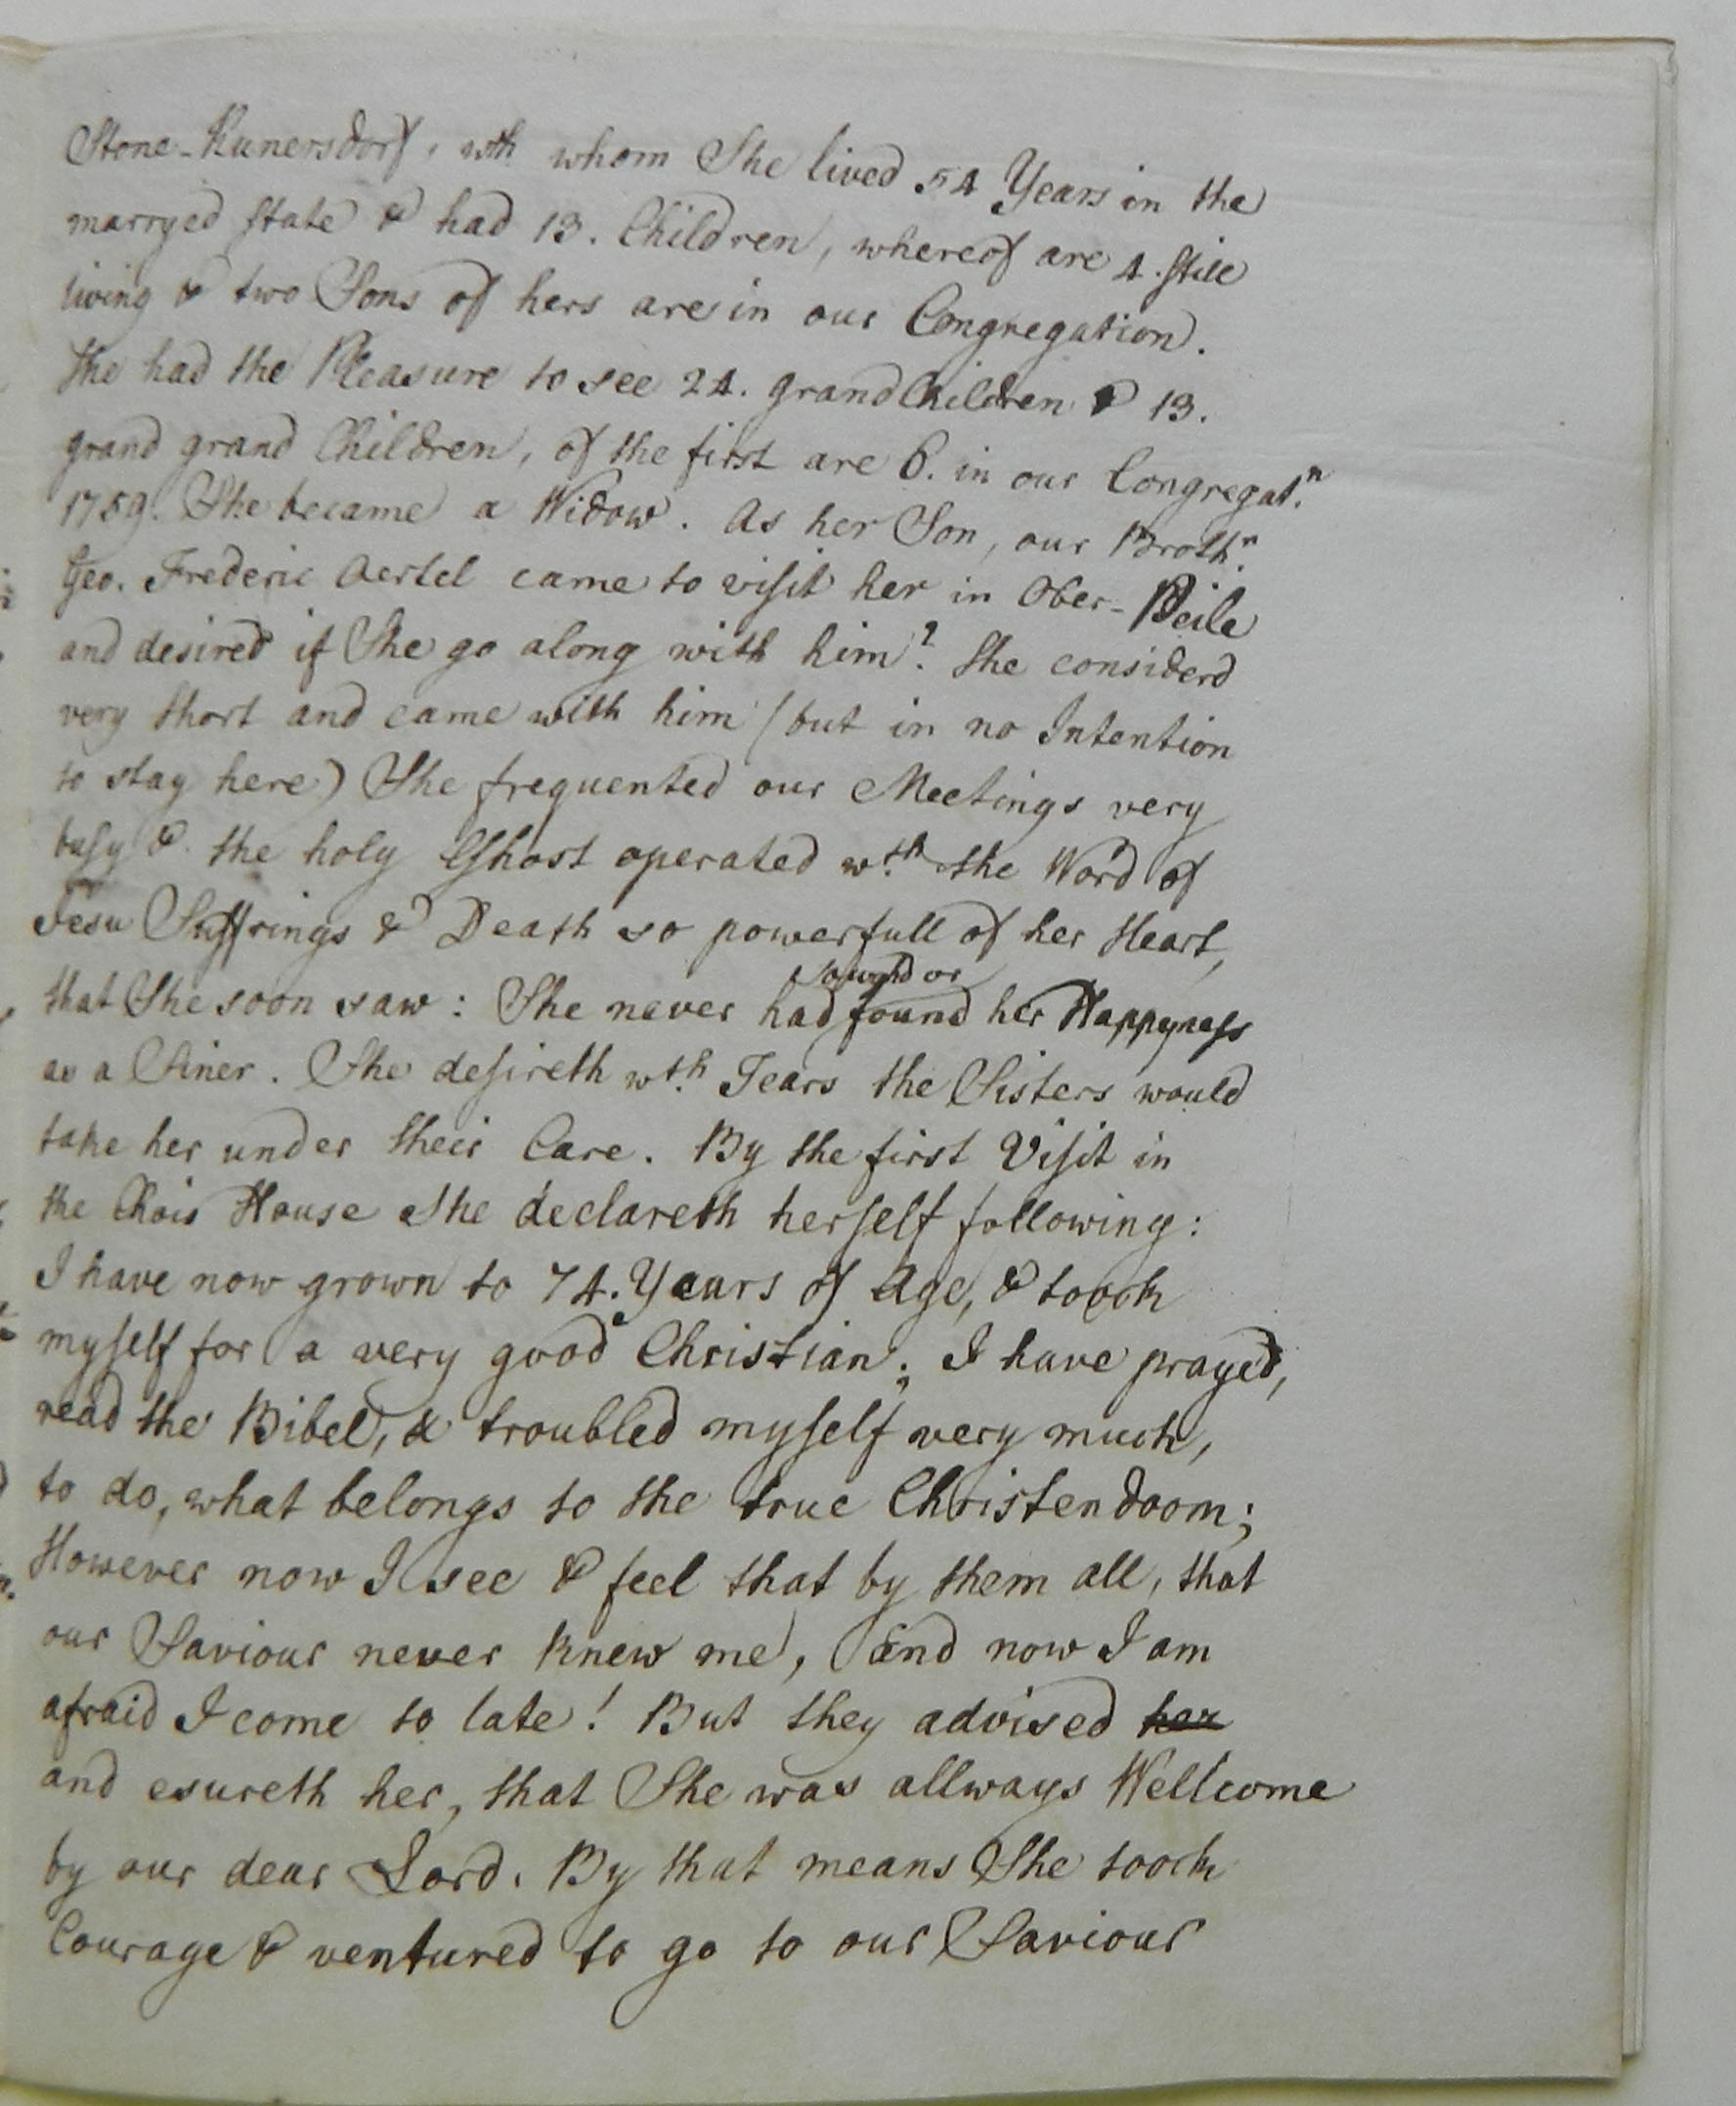 Stone-Kunersdorf, wth whom She lived 54 Years in the
marryed state & had 13. Children, whereof are 4. still
living & two Sons of hers are in our Congregation.
She had the Pleasure to see 24. grandChildren & 13.
grand grand Children, of the first are 6. in our Congregat.n
1759. She became a Widow. As her Son, our Broth.r
Geo. Frederic Oertel came to visit her in Ober-Peile
and desired if She go along with him? She considerd
very short and came with him (but in no Intention
to stay here) She frequented our Meetings very
busy & the holy Ghost operated w.th the Word of
Jesu Suffrings & Death so powerfull of her Heart,
sought or
that She soon saw: She never had found her Happyness
as a Siner. She desireth w.th Tears the Sisters would
take her under their Care. By the first Visit in
the Chois House She declareth herself following:
I have now grown to 74. Years of Age, & toock
myself for a very good Christian; I have prayed,
read the Bibel, & troubled myself very much,
to do, what belongs to the true Christendoom;
However now I see & feel that by them all, that
our Saviour never knew me, And now I am
afraid I come to late! But they advised her
and esureth her, that She was allways Wellcome
by our dear Lord. By that means She toock
Courage & ventured to go to our Saviour